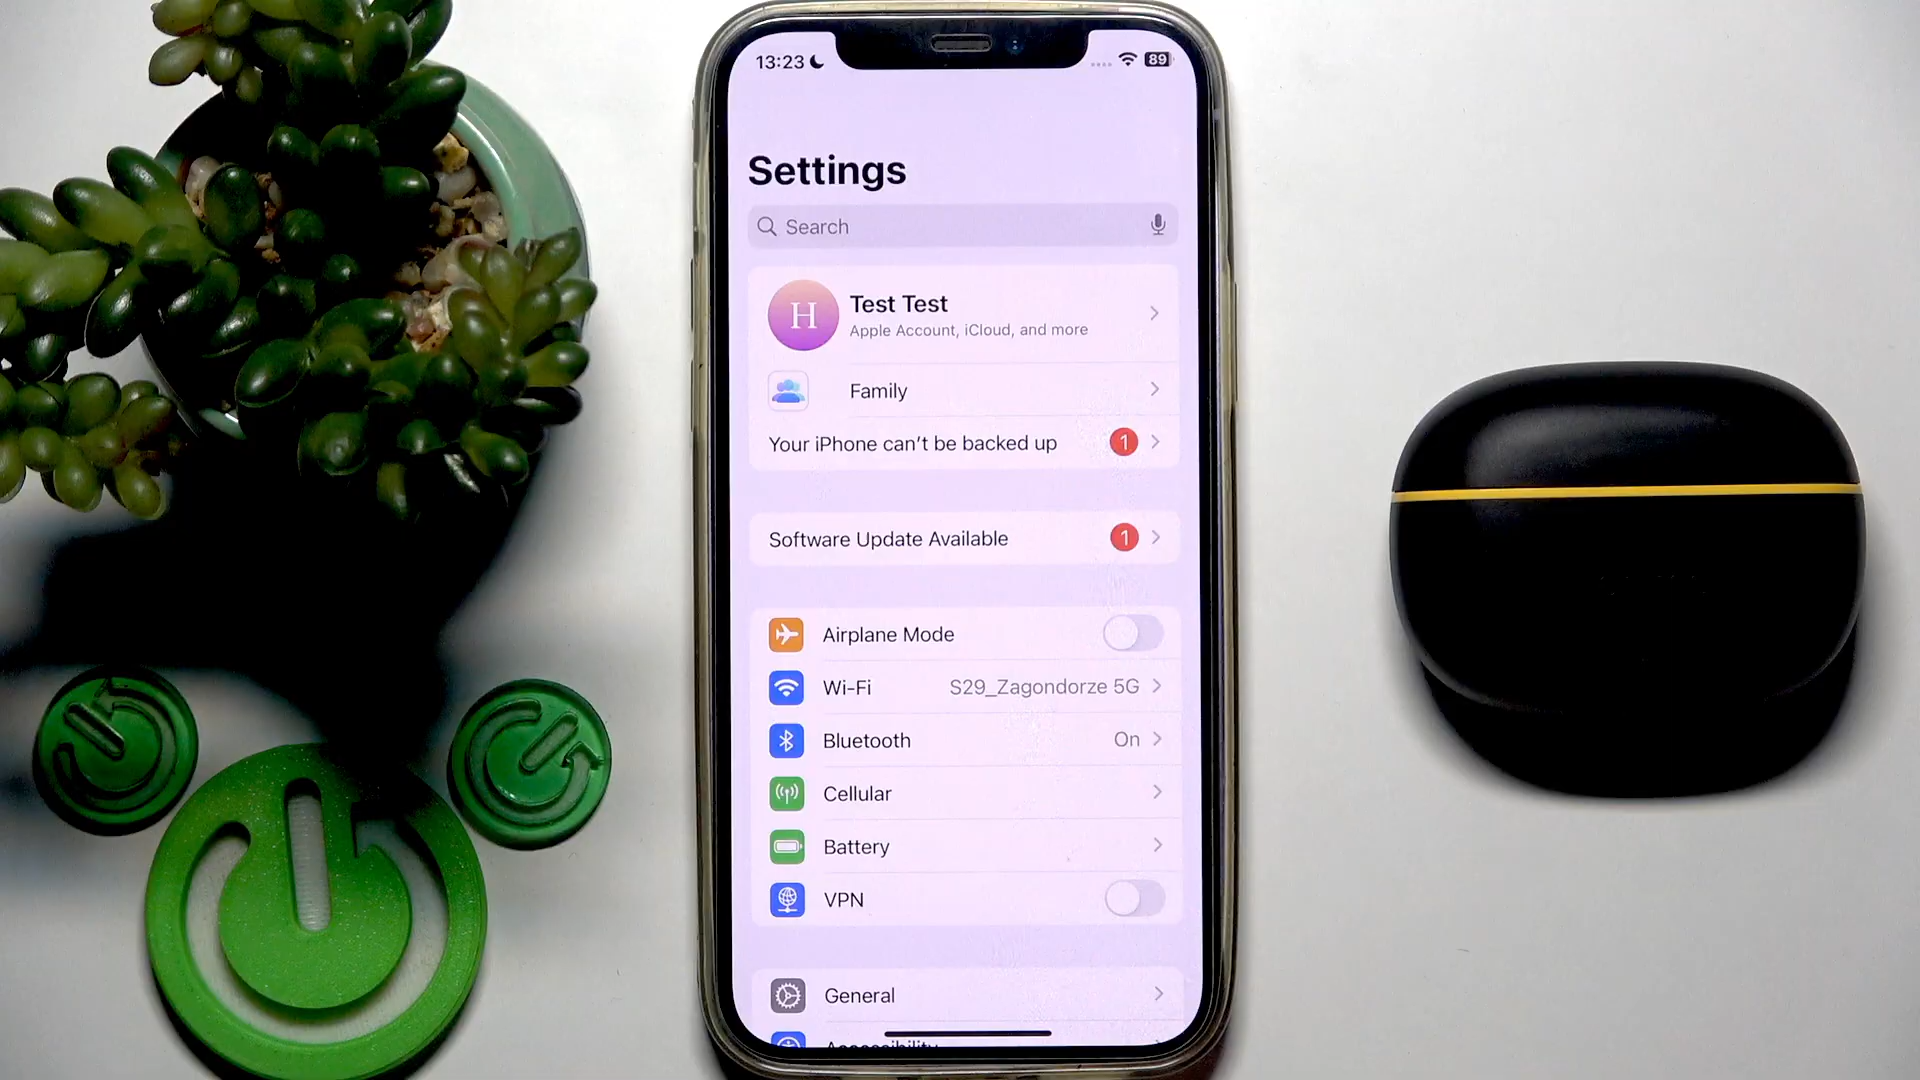 13:23
89
Settings
Search
H
Test Test
Apple Account, iCloud, and more
Family
Your iPhone can't be backed up 1
Software Update Available 1
Airplane Mode
Wi-Fi S29_Zagondorze 5G
Bluetooth On
Cellular
Battery
VPN
General
Accessibility